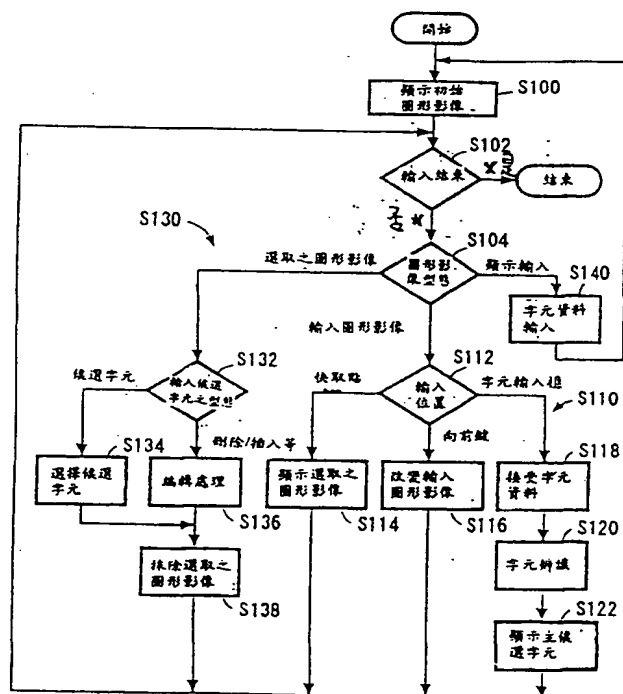 開始
顯示初始
圖形影像
S100
S102
輸入結束
結束
S130
S104
選取之圖形影像
圖形影
像型態
顯示輸入
S140
字元資料
輸入
輸入圖形影像
S132
S112
候選字元
輸入候選
字元之型態
快取點
輸入
位置
字元輸入框
S110
S134
刪除/插入等
向前鍵
S118
選擇候選
字元
編輯處理
顯示選取之
圖形影像
改變輸入
圖形影像
接受字元
資料
S136
S114
S116
S120
排除選取之
圖形影像
字元辨識
S138
S122
顯示主候
選字元